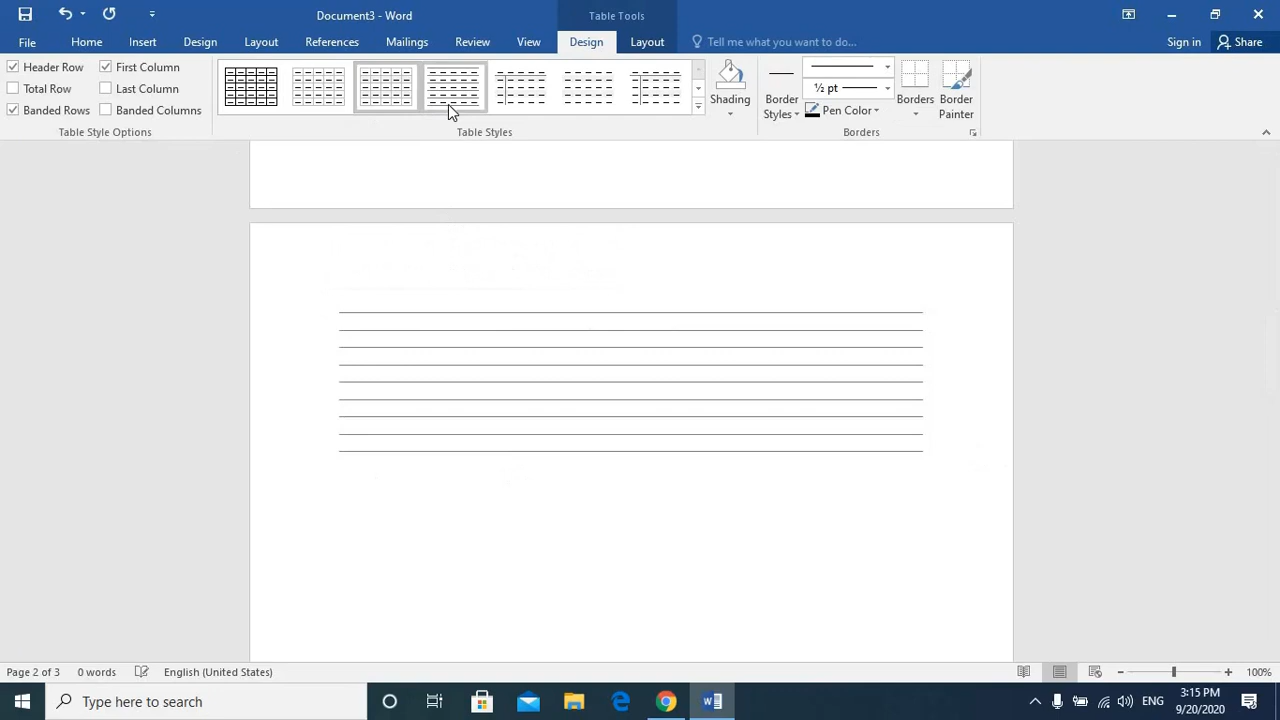 Document3 - Word
Table Tools
File Home Insert Design Layout References Mailings Review View Design Layout Tell me what you want to do... Sign in Share
Header Row First Column
Total Row Last Column
Banded Rows Banded Columns
Table Style Options
Table Styles
Shading
Border Styles
½ pt
Pen Color
Borders
Border Painter
Borders
Page 2 of 3 0 words English (United States) 100%
Type here to search
ENG
3:15 PM
9/20/2020